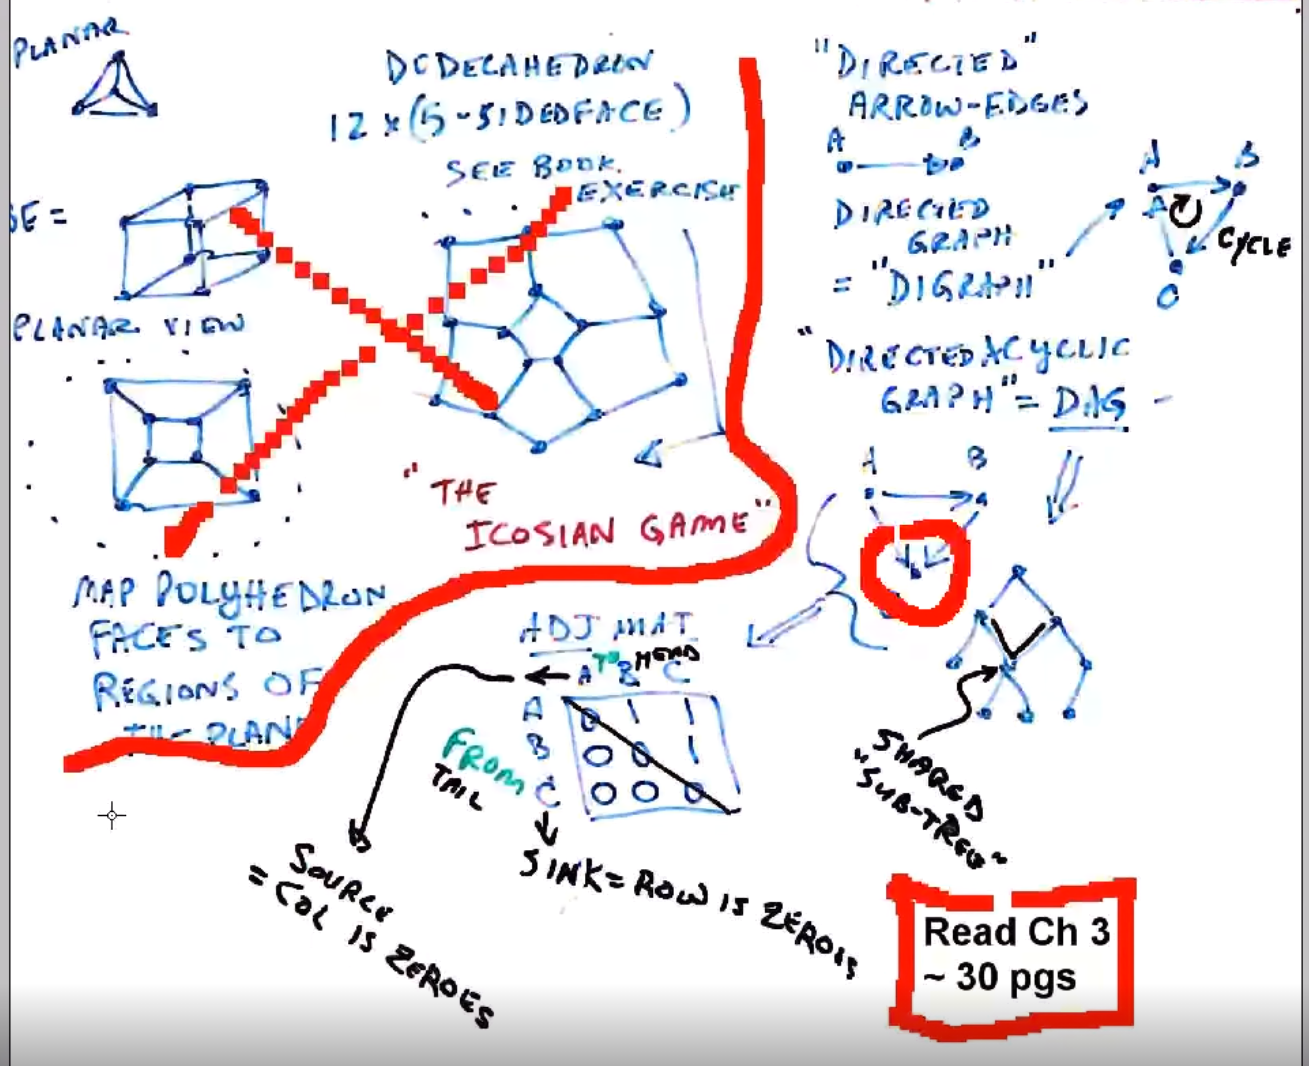 PLANAR
DODECAHEDRON
12 x (5-SIDED FACE)
SEE BOOK.
EXERCISE
PLANAR VIEW
"THE
ICOSIAN GAME"
MAP POLYHEDRON
FACES TO
REGIONS OF
THE PLANE
"DIRECTED"
ARROW-EDGES
A B
DIRECTED
GRAPH
= "DIGRAPH"
A B
A
CYCLE
C
"DIRECTED ACYCLIC
GRAPH" = DAG
A B
ADJ MAT
TO HEAD
A B C
A 0 1 1
B 0 0 1
C 0 0 0
FROM
TAIL
SOURCE
= COL IS ZEROES
SINK = ROW IS ZEROIS
SHARED
"SUB-TREE"
Read Ch 3
~ 30 pgs